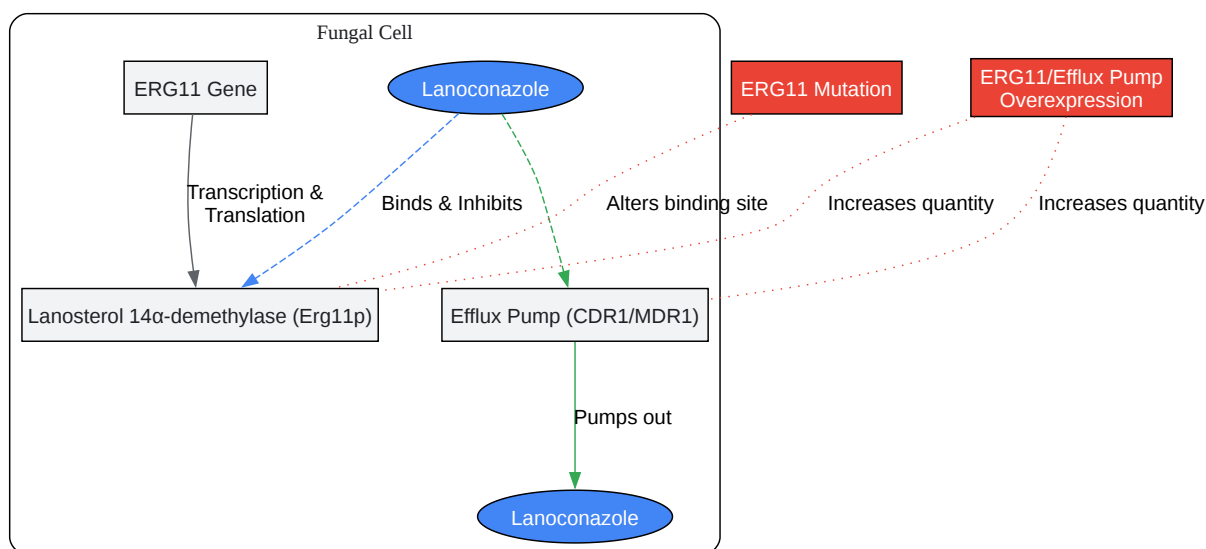 Fungal Cell
ERG11 Gene
Lanoconazole
ERG11 Mutation
ERG11/Efflux Pump
Overexpression
Transcription &
Translation
Binds & Inhibits
Alters binding site
Increases quantity
Increases quantity
Lanosterol 14α-demethylase (Erg11p)
Efflux Pump (CDR1/MDR1)
Pumps out
Lanoconazole